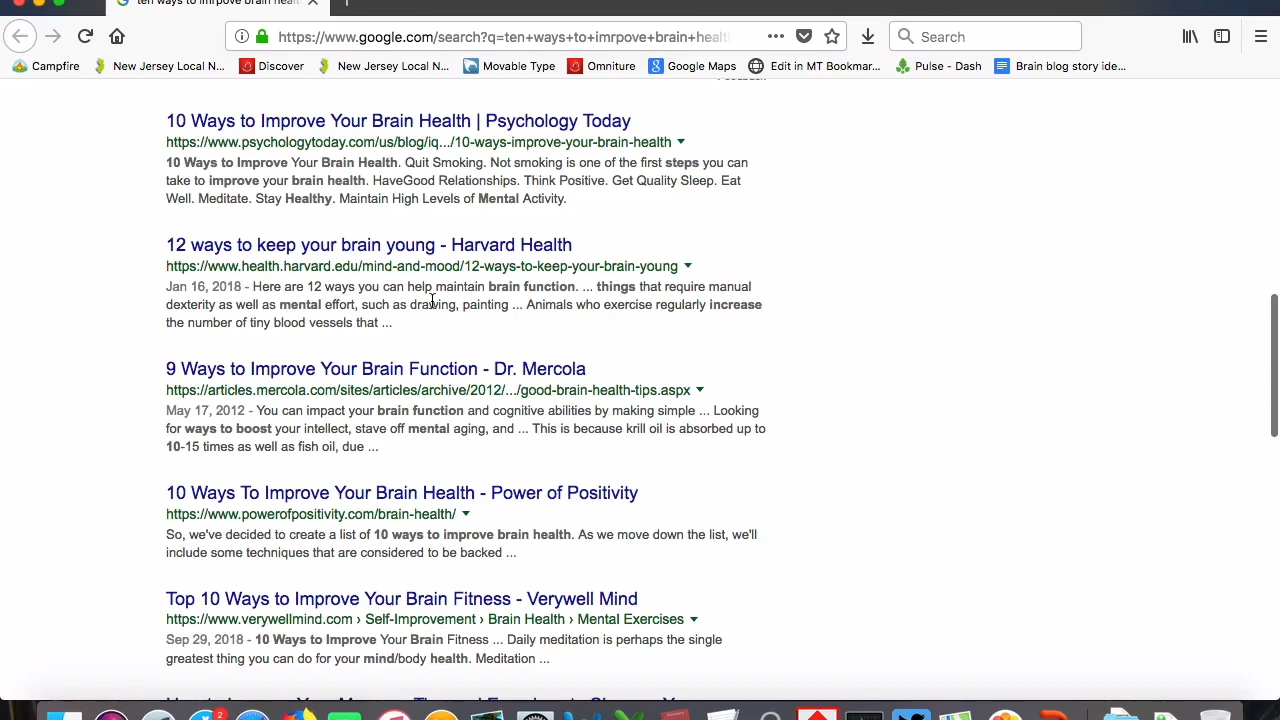 ten ways to imrpove brain health
https://www.google.com/search?q=ten+ways+to+imrpove+brain+healt
Search
Campfire
New Jersey Local N...
Discover
New Jersey Local N...
Movable Type
Omniture
Google Maps
Edit in MT Bookmar...
Pulse - Dash
Brain blog story ide...
10 Ways to Improve Your Brain Health | Psychology Today
https://www.psychologytoday.com/us/blog/iq.../10-ways-improve-your-brain-health
10 Ways to Improve Your Brain Health. Quit Smoking. Not smoking is one of the first steps you can
take to improve your brain health. HaveGood Relationships. Think Positive. Get Quality Sleep. Eat
Well. Meditate. Stay Healthy. Maintain High Levels of Mental Activity.
12 ways to keep your brain young - Harvard Health
https://www.health.harvard.edu/mind-and-mood/12-ways-to-keep-your-brain-young
Jan 16, 2018 - Here are 12 ways you can help maintain brain function. ... things that require manual
dexterity as well as mental effort, such as drawing, painting ... Animals who exercise regularly increase
the number of tiny blood vessels that ...
9 Ways to Improve Your Brain Function - Dr. Mercola
https://articles.mercola.com/sites/articles/archive/2012/.../good-brain-health-tips.aspx
May 17, 2012 - You can impact your brain function and cognitive abilities by making simple ... Looking
for ways to boost your intellect, stave off mental aging, and ... This is because krill oil is absorbed up to
10-15 times as well as fish oil, due ...
10 Ways To Improve Your Brain Health - Power of Positivity
https://www.powerofpositivity.com/brain-health/
So, we've decided to create a list of 10 ways to improve brain health. As we move down the list, we'll
include some techniques that are considered to be backed ...
Top 10 Ways to Improve Your Brain Fitness - Verywell Mind
https://www.verywellmind.com › Self-Improvement › Brain Health › Mental Exercises
Sep 29, 2018 - 10 Ways to Improve Your Brain Fitness ... Daily meditation is perhaps the single
greatest thing you can do for your mind/body health. Meditation ...
2